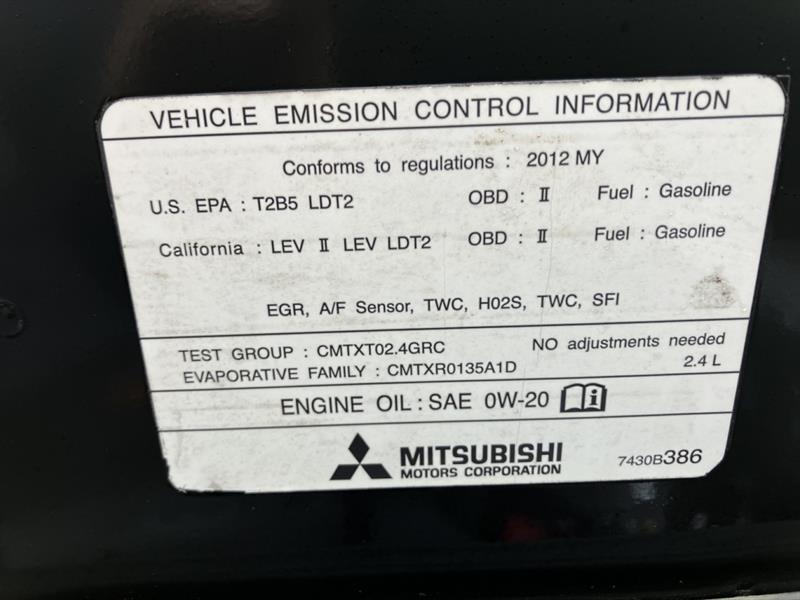 VEHICLE EMISSION CONTROL INFORMATION
Conforms to regulations : 2012 MY
U.S. EPA : T2B5 LDT2 OBD : II Fuel : Gasoline
California : LEV II LEV LDT2 OBD : II Fuel : Gasoline
EGR, A/F Sensor, TWC, H02S, TWC, SFI
TEST GROUP : CMTXT02.4GRC NO adjustments needed
EVAPORATIVE FAMILY : CMTXR0135A1D 2.4 L
ENGINE OIL : SAE 0W-20 i
MITSUBISHI
MOTORS CORPORATION 7430B386